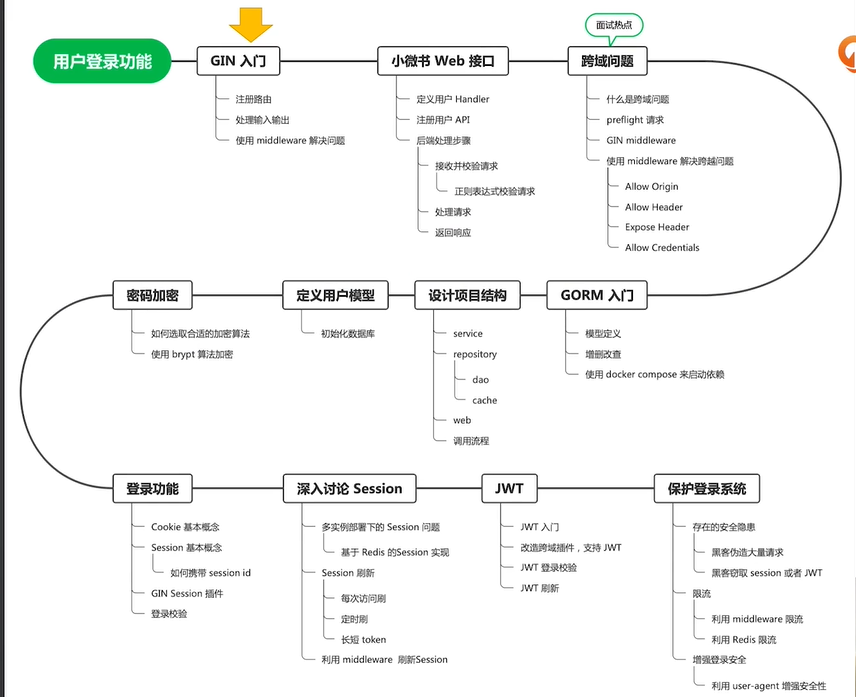 面试热点
用户登录功能
GIN 入门
小微书 Web 接口
跨域问题
注册路由
处理输入输出
使用 middleware 解决问题
定义用户 Handler
注册用户 API
后端处理步骤
接收并校验请求
正则表达式校验请求
处理请求
返回响应
什么是跨域问题
preflight 请求
GIN middleware
使用 middleware 解决跨越问题
Allow Origin
Allow Header
Expose Header
Allow Credentials
密码加密
定义用户模型
设计项目结构
GORM 入门
如何选取合适的加密算法
使用 brypt 算法加密
初始化数据库
service
repository
dao
cache
web
调用流程
模型定义
增删改查
使用 docker compose 来启动依赖
登录功能
深入讨论 Session
JWT
保护登录系统
Cookie 基本概念
Session 基本概念
如何携带 session id
GIN Session 插件
登录校验
多实例部署下的 Session 问题
基于 Redis 的Session 实现
Session 刷新
每次访问刷
定时刷
长短 token
利用 middleware 刷新Session
JWT 入门
改造跨域插件，支持 JWT
JWT 登录校验
JWT 刷新
存在的安全隐患
黑客伪造大量请求
黑客窃取 session 或者 JWT
限流
利用 middleware 限流
利用 Redis 限流
增强登录安全
利用 user-agent 增强安全性